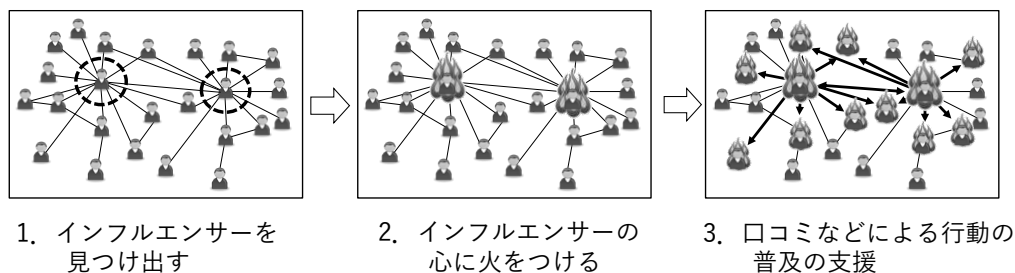 1. インフルエンサーを
見つけ出す
2. インフルエンサーの
心に火をつける
3. 口コミなどによる行動の
普及の支援